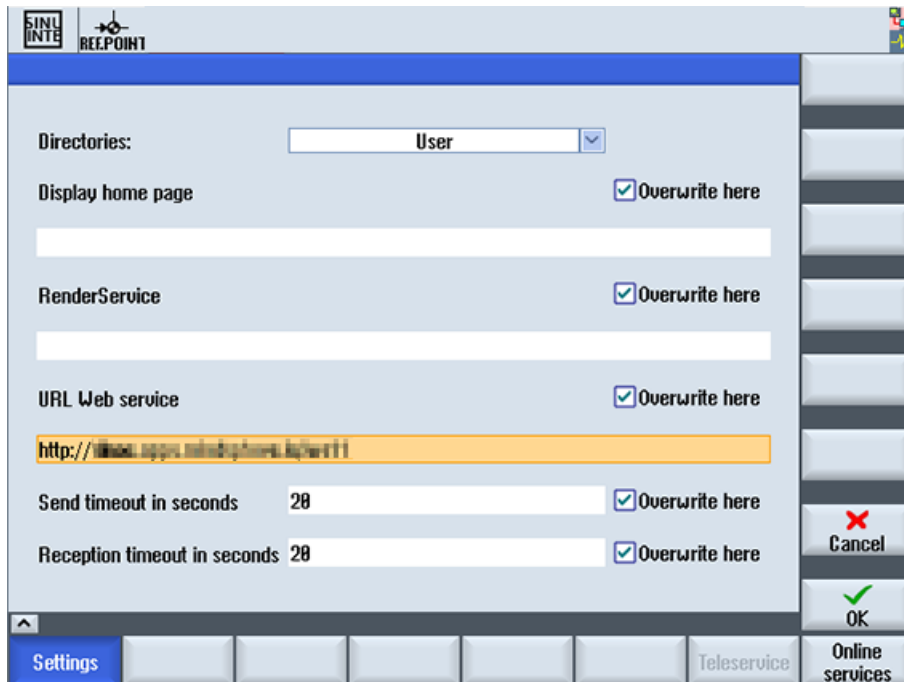 SINU
INTE
REF.POINT
Directories:
User
Display home page
Overwrite here
RenderService
Overwrite here
URL Web service
Overwrite here
http://
Send timeout in seconds
20
Overwrite here
Reception timeout in seconds
20
Overwrite here
Cancel
OK
Settings
Teleservice
Online
services